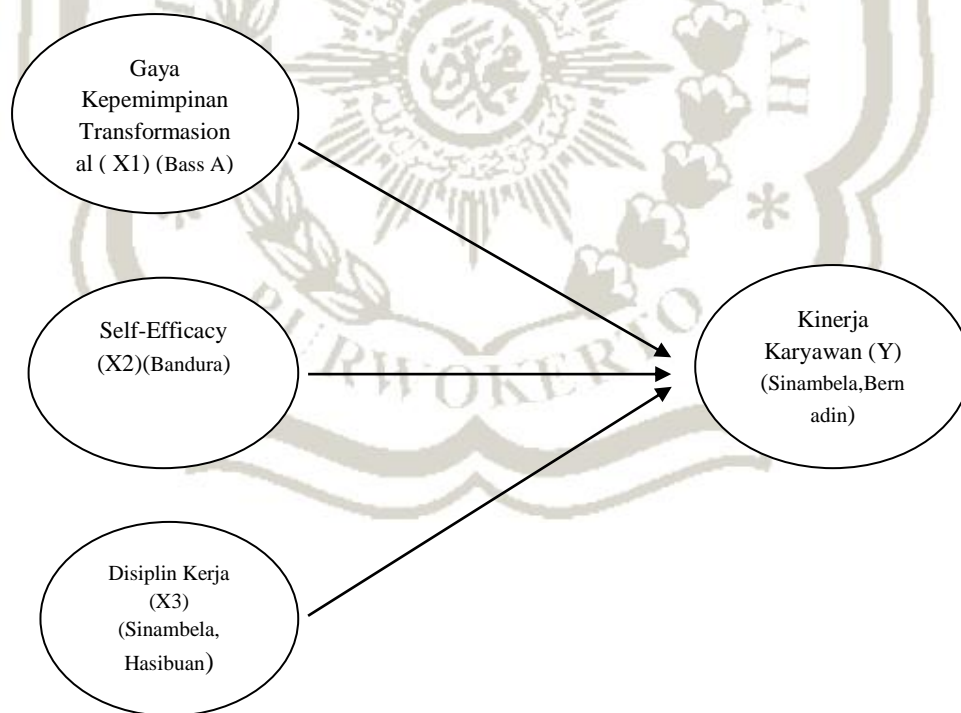 Gaya
Kepemimpinan
Transformasion
al ( X1) (Bass A)
Self-Efficacy
(X2)(Bandura)
Kinerja
Karyawan (Y)
(Sinambela,Bern
adin)
Disiplin Kerja
(X3)
(Sinambela,
Hasibuan)
PURWOKERTO